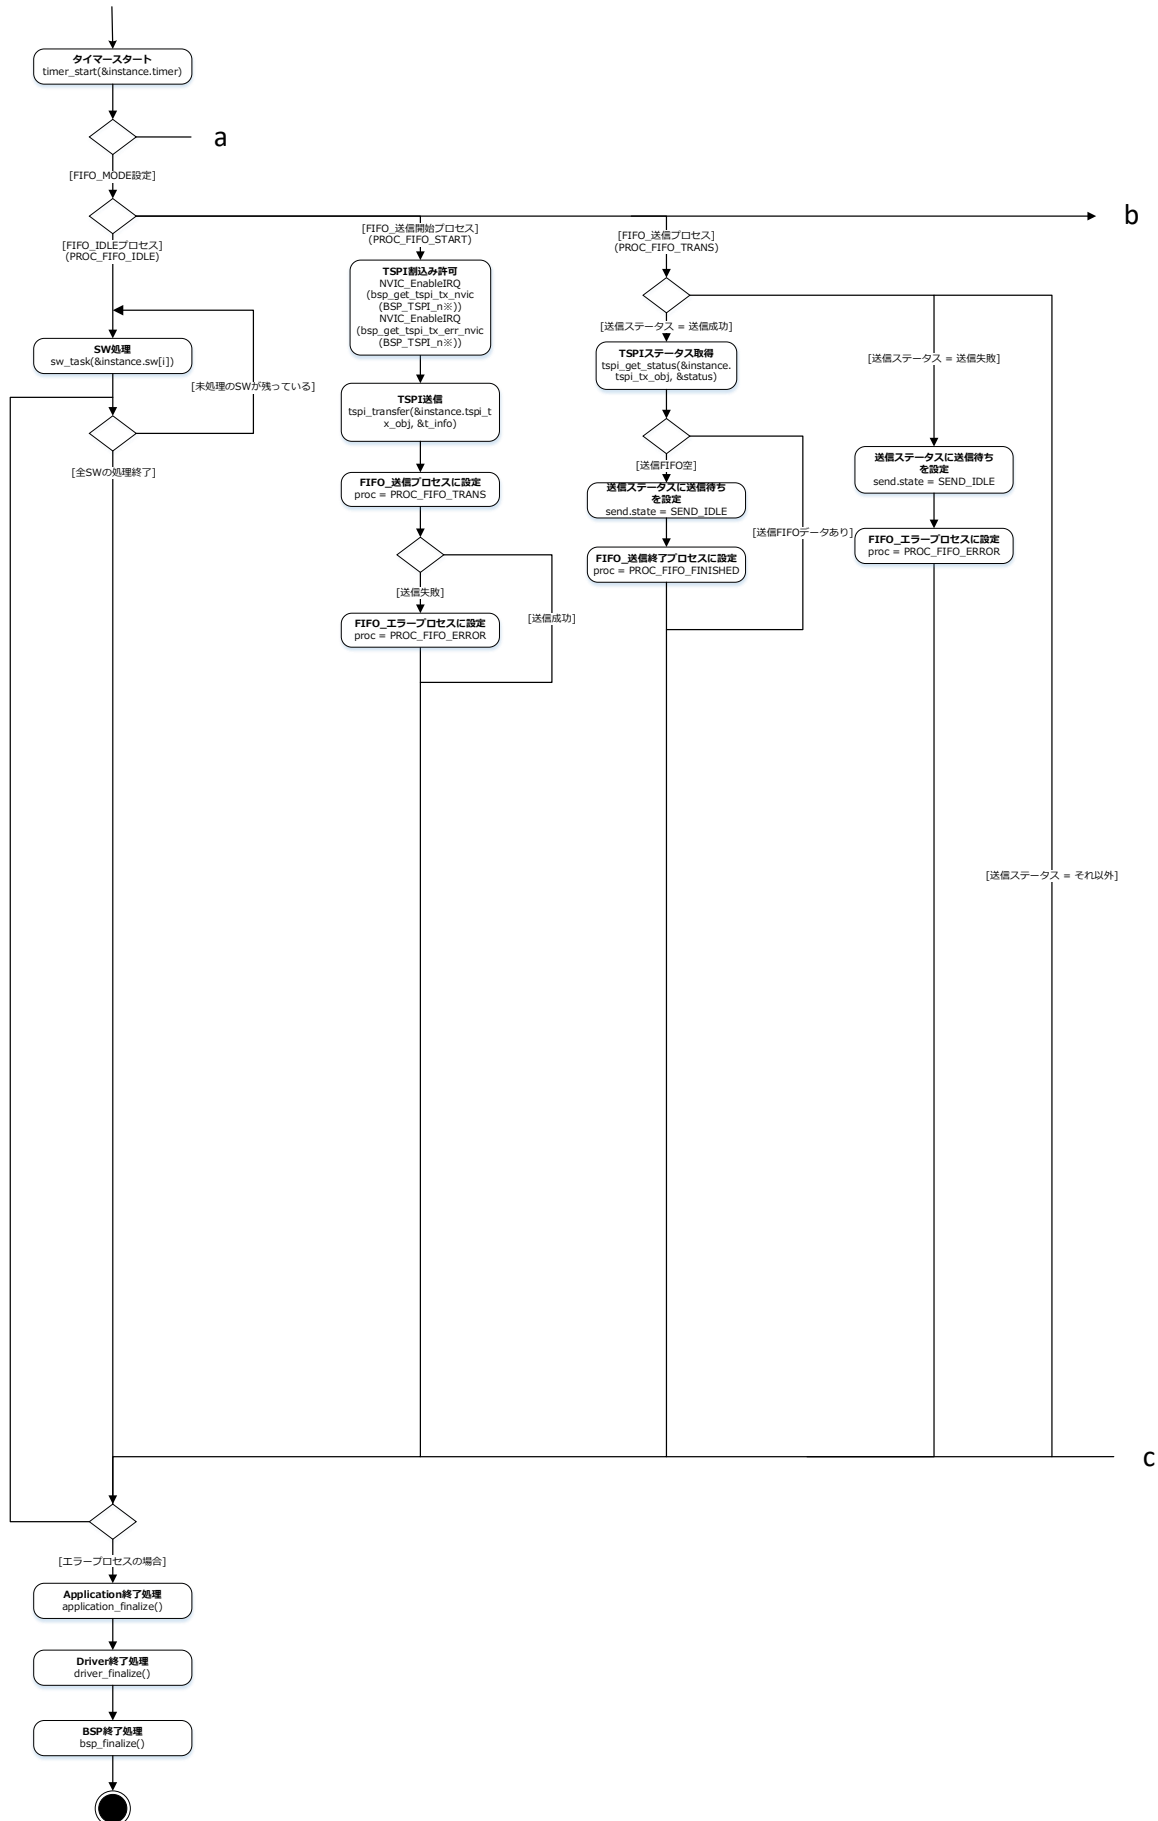 タイマースタート
timer_start(&instance.timer)
a
[FIFO_MODE設定]
b
[FIFO_IDLEプロセス]
(PROC_FIFO_IDLE)
SW処理
sw_task(&instance.sw[i])
[未処理のSWが残っている]
[全SWの処理終了]
[FIFO_送信開始プロセス]
(PROC_FIFO_START)
TSPI割込み許可
NVIC_EnableIRQ
(bsp_get_tspi_tx_nvic
(BSP_TSPI_n※))
NVIC_EnableIRQ
(bsp_get_tspi_tx_err_nvic
(BSP_TSPI_n※))
TSPI送信
tspi_transfer(&instance.tspi_t
x_obj, &t_info)
FIFO_送信プロセスに設定
proc = PROC_FIFO_TRANS
[送信失敗]
[送信成功]
FIFO_エラープロセスに設定
proc = PROC_FIFO_ERROR
[FIFO_送信プロセス]
(PROC_FIFO_TRANS)
[送信ステータス = 送信成功]
TSPIステータス取得
tspi_get_status(&instance.
tspi_tx_obj, &status)
[送信FIFO空]
送信ステータスに送信待ち
を設定
send.state = SEND_IDLE
[送信FIFOデータあり]
FIFO_送信終了プロセスに設定
proc = PROC_FIFO_FINISHED
[送信ステータス = 送信失敗]
送信ステータスに送信待ち
を設定
send.state = SEND_IDLE
FIFO_エラープロセスに設定
proc = PROC_FIFO_ERROR
[送信ステータス = それ以外]
c
[エラープロセスの場合]
Application終了処理
application_finalize()
Driver終了処理
driver_finalize()
BSP終了処理
bsp_finalize()